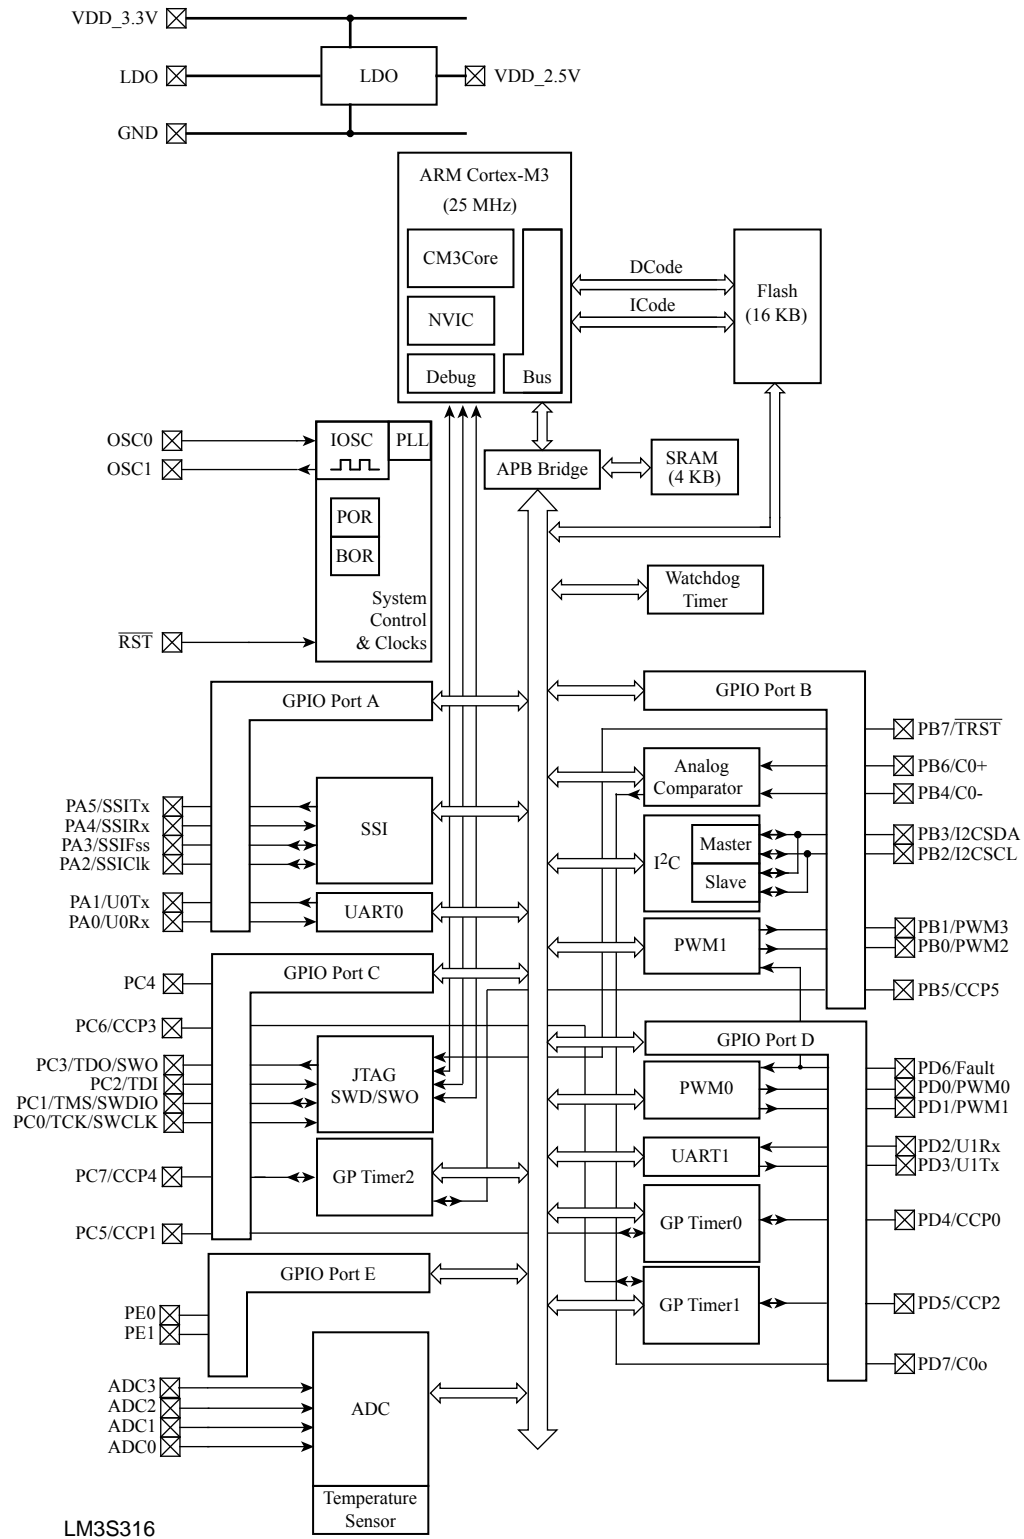 VDD_3.3V
LDO
LDO
VDD_2.5V
GND
ARM Cortex-M3
(25 MHz)
CM3Core
NVIC
Debug
Bus
DCode
ICode
Flash
(16 KB)
OSC0
OSC1
IOSC
PLL
POR
BOR
System
Control
& Clocks
RST
APB Bridge
SRAM
(4 KB)
Watchdog
Timer
GPIO Port A
PA5/SSITx
PA4/SSIRx
PA3/SSIFss
PA2/SSIClk
SSI
PA1/U0Tx
PA0/U0Rx
UART0
GPIO Port B
PB7/TRST
Analog
Comparator
PB6/C0+
PB4/C0-
I²C
Master
Slave
PB3/I2CSDA
PB2/I2CSCL
PWM1
PB1/PWM3
PB0/PWM2
PB5/CCP5
GPIO Port C
PC4
PC6/CCP3
PC3/TDO/SWO
PC2/TDI
PC1/TMS/SWDIO
PC0/TCK/SWCLK
JTAG
SWD/SWO
PC7/CCP4
GP Timer2
PC5/CCP1
GPIO Port D
PWM0
PD6/Fault
PD0/PWM0
PD1/PWM1
UART1
PD2/U1Rx
PD3/U1Tx
GP Timer0
PD4/CCP0
GP Timer1
PD5/CCP2
PD7/C0o
GPIO Port E
PE0
PE1
ADC3
ADC2
ADC1
ADC0
ADC
Temperature
Sensor
LM3S316